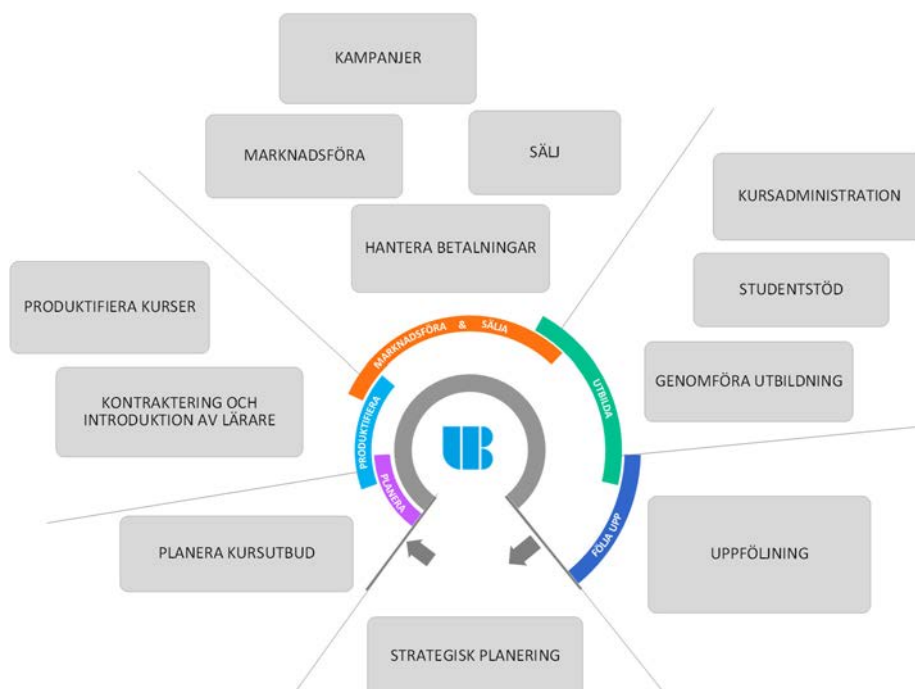 KAMPANJER
MARKNADSFÖRA
SÄLJ
HANTERA BETALNINGAR
KURSADMINISTRATION
STUDENTSTÖD
GENOMFÖRA UTBILDNING
PRODUKTIFIERA KURSER
KONTRAKTERING OCH
INTRODUKTION AV LÄRARE
MARKNADSFÖRA & SÄLJA
UTBILDA
PRODUKTIFIERA
PLANERA
FÖLJA UPP
UB
PLANERA KURSUTBUD
UPPFÖLJNING
STRATEGISK PLANERING